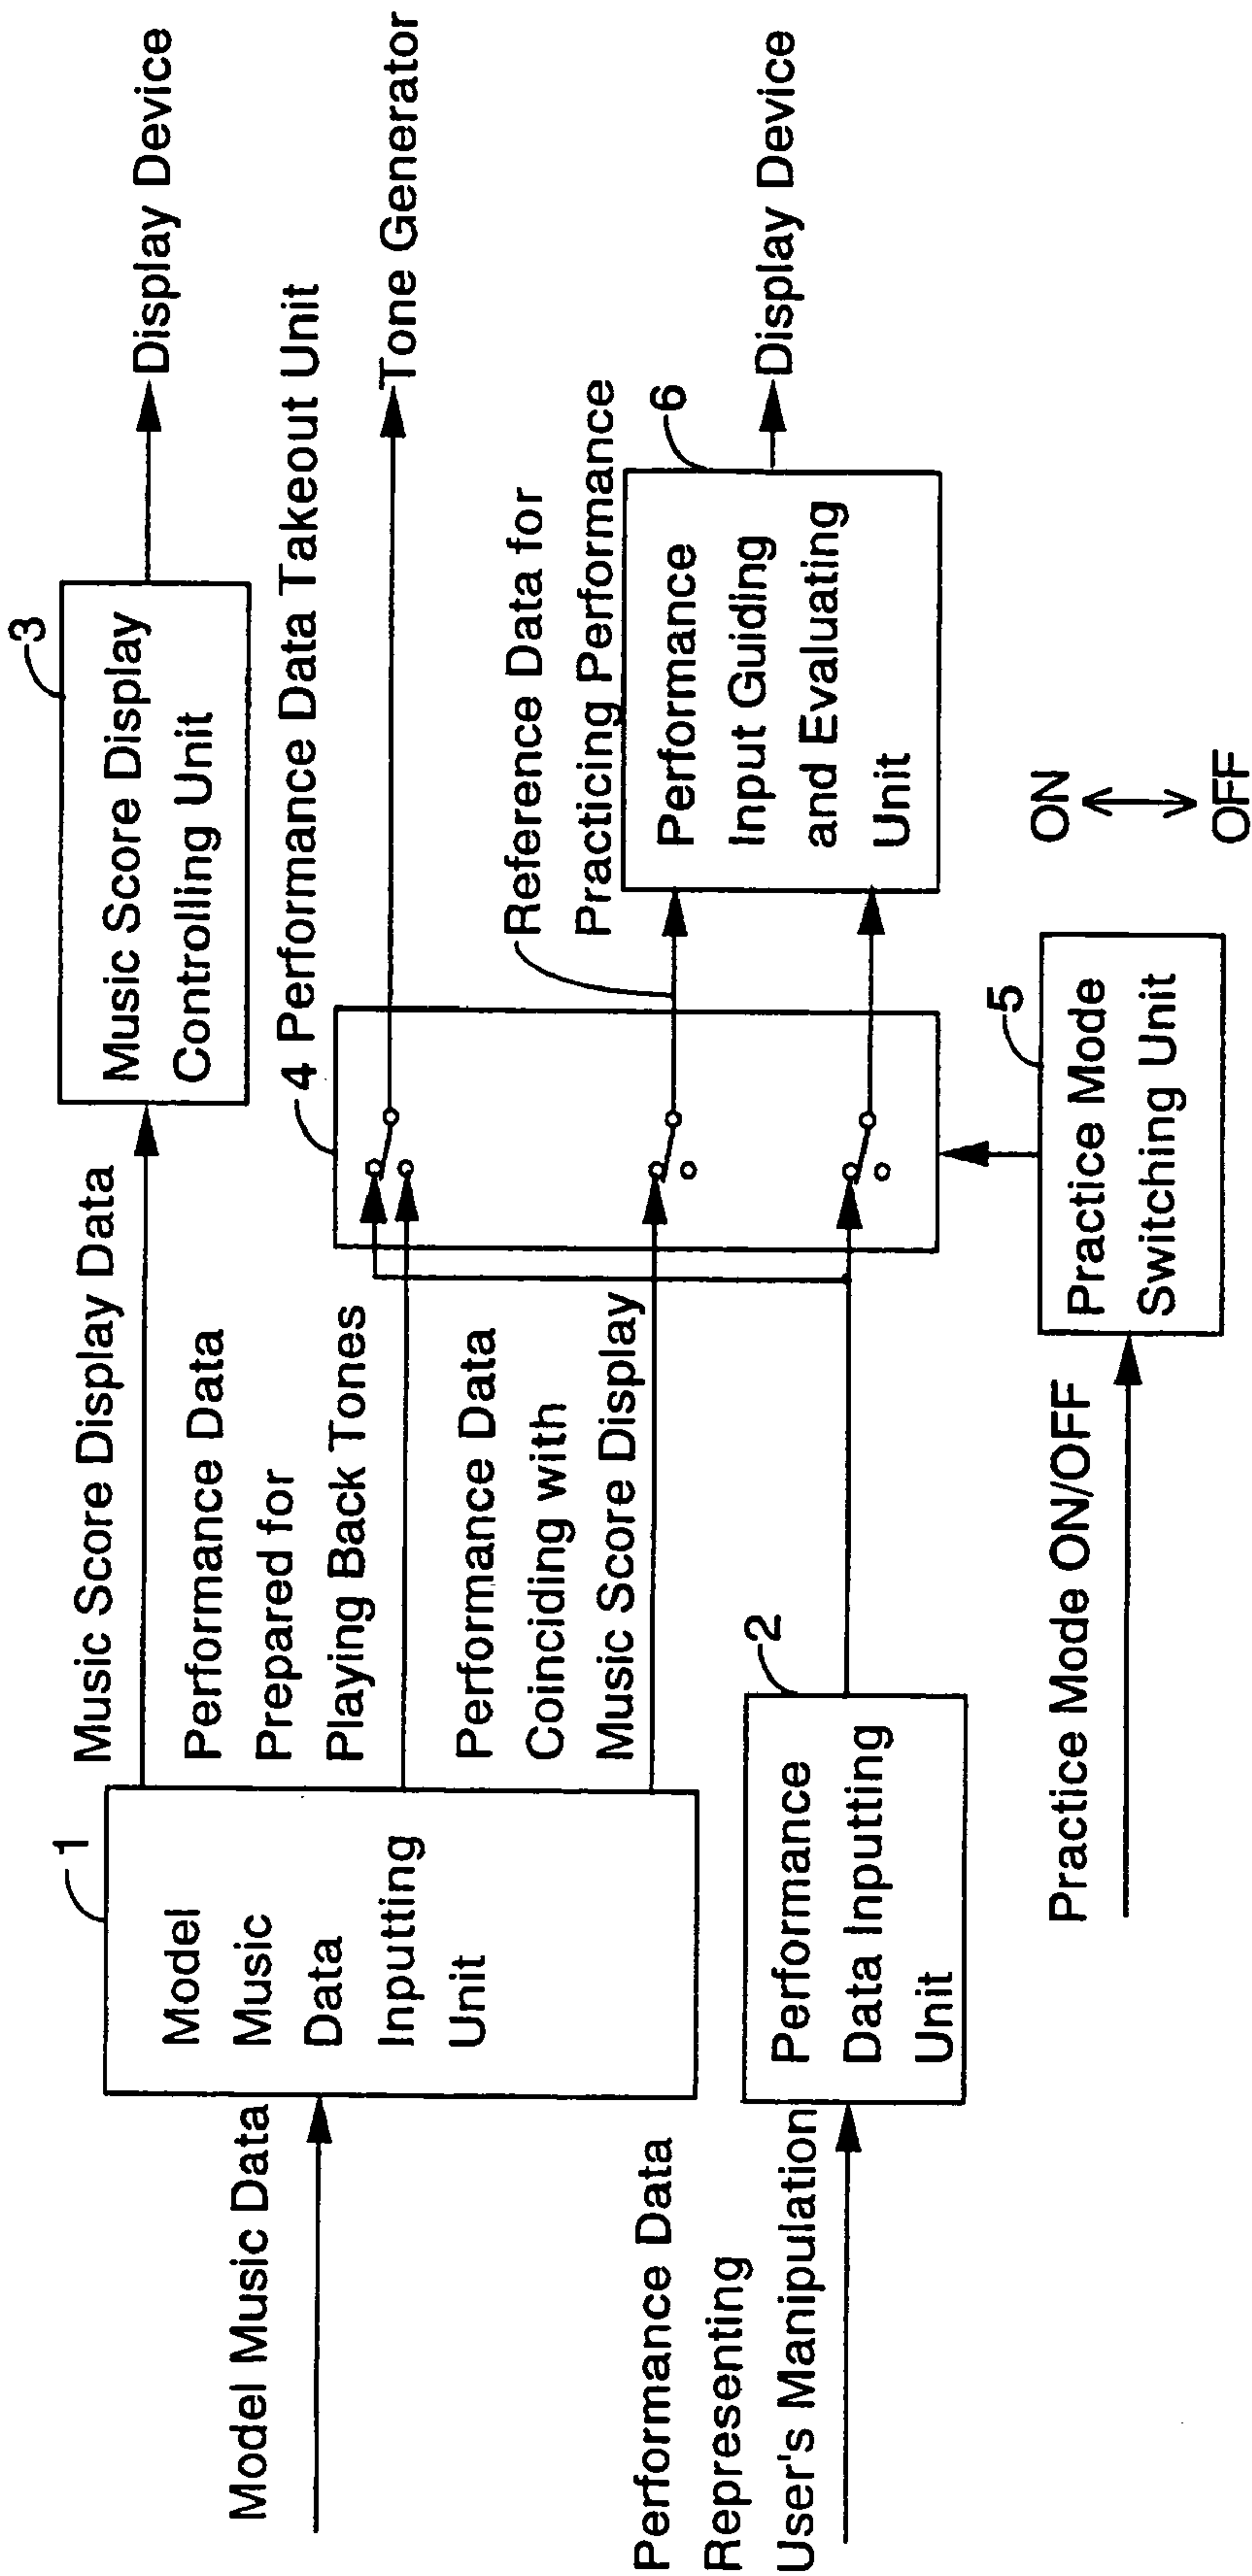 Model Music Data
1
Model
Music
Data
Inputting
Unit
Music Score Display Data
Performance Data
Prepared for
Playing Back Tones
Performance Data
Coinciding with
Music Score Display
3
Music Score Display
Controlling Unit
Display Device
4 Performance Data Takeout Unit
Tone Generator
Reference Data for
Practicing Performance
6
Performance
Input Guiding
and Evaluating
Unit
Display Device
Performance Data
Representing
User's Manipulation
2
Performance
Data Inputting
Unit
Practice Mode ON/OFF
5
Practice Mode
Switching Unit
ON
OFF